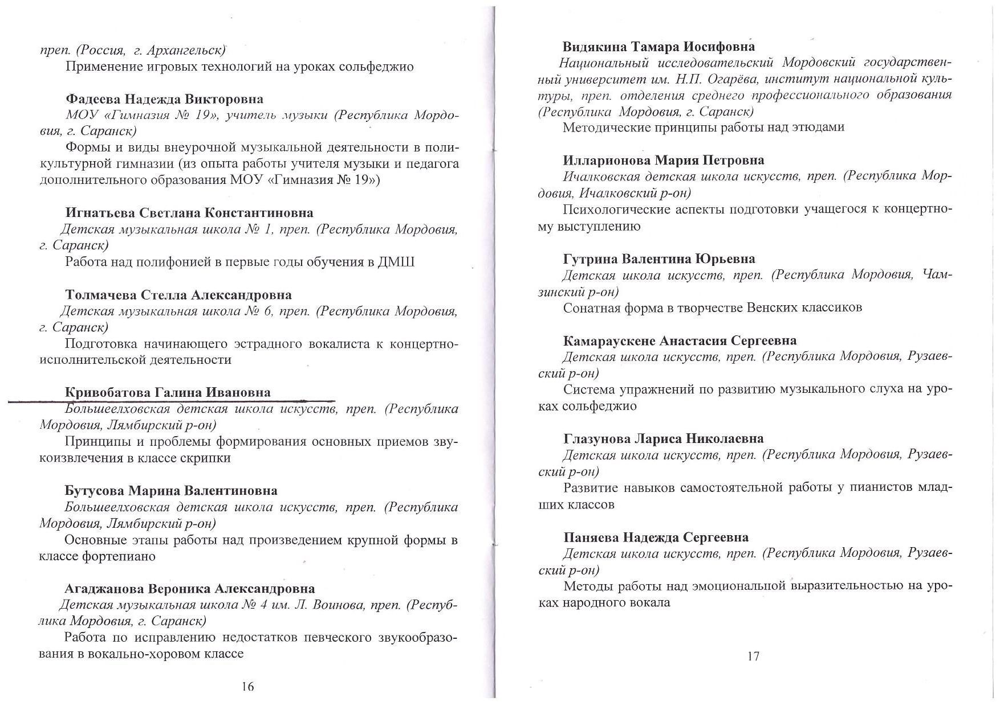 преп. (Россия, г. Архангельск)
Применение игровых технологий на уроках сольфеджио
Фадеева Надежда Викторовна
МОУ «Гимназия № 19», учитель музыки (Республика Мордо-
вия, г. Саранск)
Формы и виды внеурочной музыкальной деятельности в поли-
культурной гимназии (из опыта работы учителя музыки и педагога
дополнительного образования МОУ «Гимназия № 19»)
Игнатьева Светлана Константиновна
Детская музыкальная школа № 1, преп. (Республика Мордовия,
г. Саранск)
Работа над полифонией в первые годы обучения в ДМШ
Толмачева Стелла Александровна
Детская музыкальная школа № 6, преп. (Республика Мордовия,
г. Саранск)
Подготовка начинающего эстрадного вокалиста к концертно-
исполнительской деятельности
Кривобатова Галина Ивановна
Большеелховская детская школа искусств, преп. (Республика
Мордовия, Лямбирский р-он)
Принципы и проблемы формирования основных приемов зву-
коизвлечения в классе скрипки
Бутусова Марина Валентиновна
Большеелховская детская школа искусств, преп. (Республика
Мордовия, Лямбирский р-он)
Основные этапы работы над произведением крупной формы в
классе фортепиано
Агаджанова Вероника Александровна
Детская музыкальная школа № 4 им. Л. Воинова, преп. (Респуб-
лика Мордовия, г. Саранск)
Работа по исправлению недостатков певческого звукообразо-
вания в вокально-хоровом классе
16
Видякина Тамара Иосифовна
Национальный исследовательский Мордовский государствен-
ный университет им. Н.П. Огарёва, институт национальной куль-
туры, преп. отделения среднего профессионального образования
(Республика Мордовия, г. Саранск)
Методические принципы работы над этюдами
Илларионова Мария Петровна
Ичалковская детская школа искусств, преп. (Республика Мор-
довия, Ичалковский р-он)
Психологические аспекты подготовки учащегося к концертно-
му выступлению
Гутрина Валентина Юрьевна
Детская школа искусств, преп. (Республика Мордовия, Чам-
зинский р-он)
Сонатная форма в творчестве Венских классиков
Камараускене Анастасия Сергеевна
Детская школа искусств, преп. (Республика Мордовия, Рузаев-
ский р-он)
Система упражнений по развитию музыкального слуха на уро-
ках сольфеджио
Глазунова Лариса Николаевна
Детская школа искусств, преп. (Республика Мордовия, Рузаев-
ский р-он)
Развитие навыков самостоятельной работы у пианистов млад-
ших классов
Паняева Надежда Сергеевна
Детская школа искусств, преп. (Республика Мордовия, Рузаев-
ский р-он)
Методы работы над эмоциональной выразительностью на уро-
ках народного вокала
17